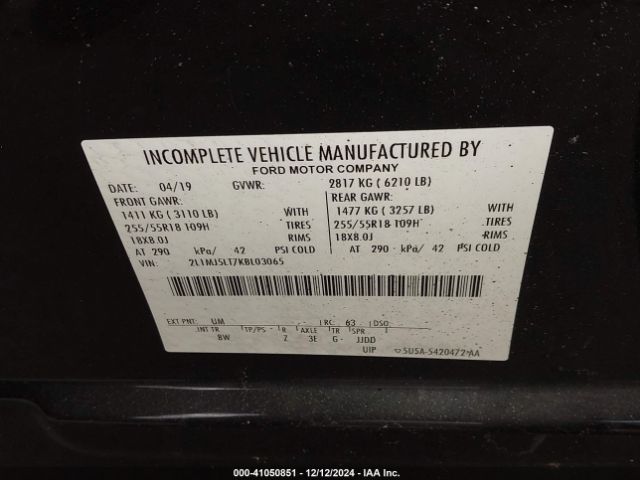 INCOMPLETE VEHICLE MANUFACTURED BY
FORD MOTOR COMPANY
DATE: 04/19 GVWR: 2817 KG ( 6210 LB)
FRONT GAWR: REAR GAWR:
1411 KG ( 3110 LB) WITH 1477 KG ( 3257 LB) WITH
255/55R18 109H TIRES 255/55R18 109H TIRES
18X8.0J RIMS 18X8.0J RIMS
AT 290 kPa/ 42 PSI COLD AT 290 kPa/ 42 PSI COLD
VIN: 2L1MJ5LT7KBL03065
EXT PNT: UM RC: 63 DSO:
INT TR TP/PS R AXLE TR SPR
8W Z 3E G JJDD
UIP 5U5A-5420472-AA
000-41050851 - 12/12/2024 - IAA Inc.